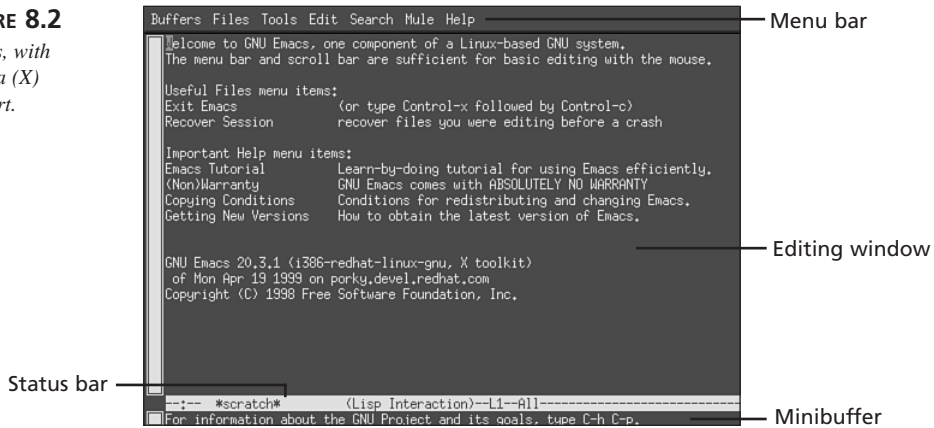 RE 8.2
s, with
a (X)
rt.
Buffers Files Tools Edit Search Mule Help
Menu bar
Welcome to GNU Emacs, one component of a Linux-based GNU system.
The menu bar and scroll bar are sufficient for basic editing with the mouse.
Useful Files menu items:
Exit Emacs (or type Control-x followed by Control-c)
Recover Session recover files you were editing before a crash
Important Help menu items:
Emacs Tutorial Learn-by-doing tutorial for using Emacs efficiently.
(Non)Warranty GNU Emacs comes with ABSOLUTELY NO WARRANTY
Copying Conditions Conditions for redistributing and changing Emacs.
Getting New Versions How to obtain the latest version of Emacs.
Editing window
GNU Emacs 20.3.1 (i386-redhat-linux-gnu, X toolkit)
of Mon Apr 19 1999 on porky.devel.redhat.com
Copyright (C) 1998 Free Software Foundation, Inc.
Status bar
--:-- *scratch* (Lisp Interaction)--L1--All--------------------------
For information about the GNU Project and its goals, type C-h C-p.
Minibuffer